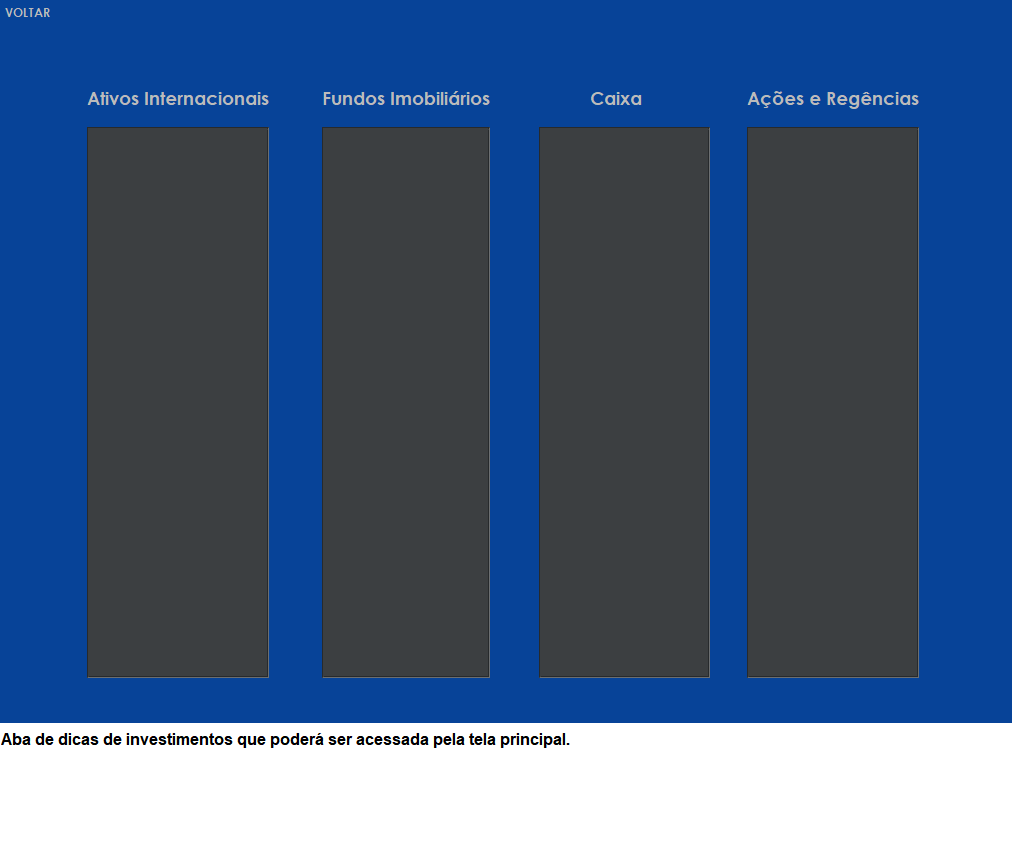 VOLTAR
Ativos Internacionais
Fundos Imobiliários
Caixa
Ações e Regências
Aba de dicas de investimentos que poderá ser acessada pela tela principal.